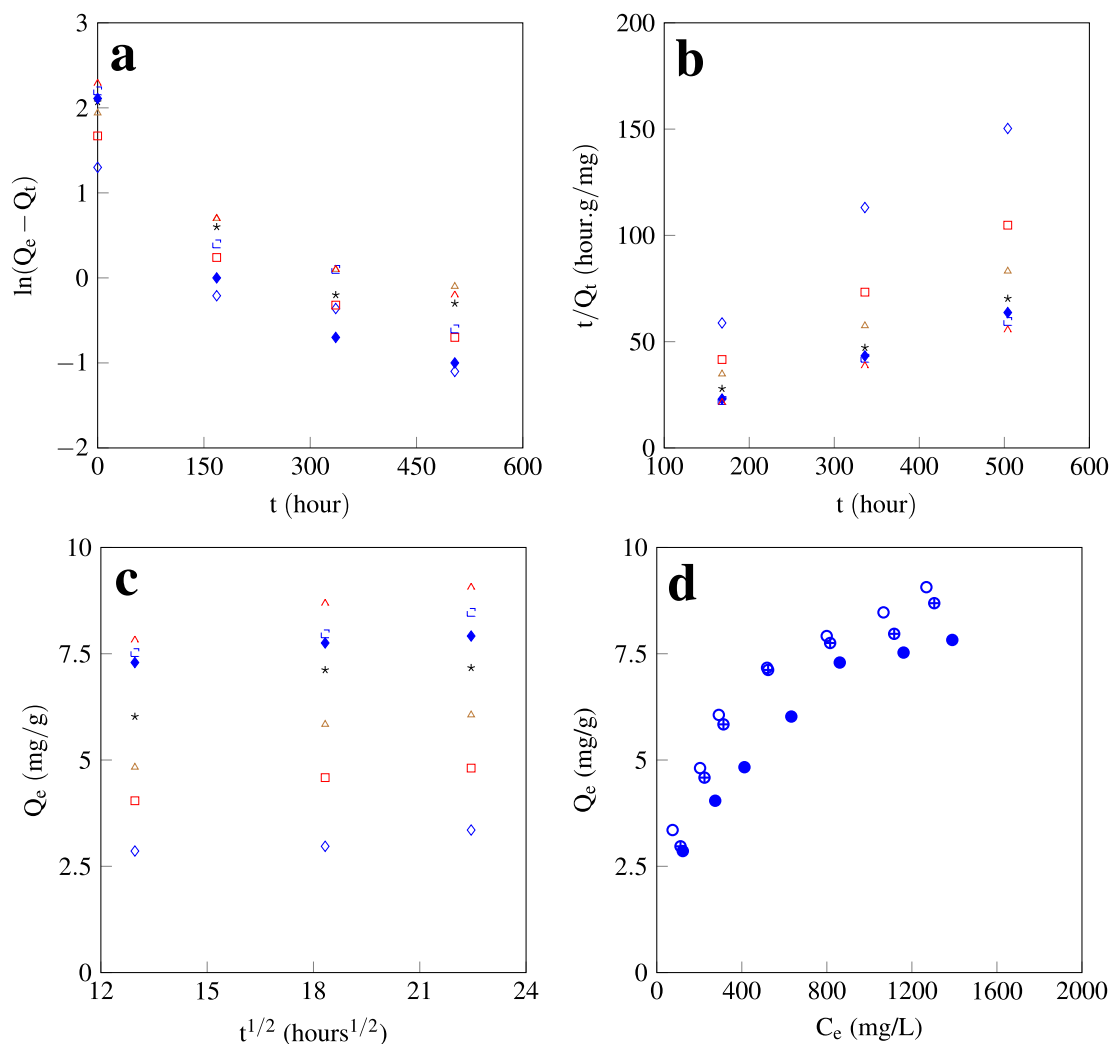 a
3
2
1
0
−1
−2
ln(Qₑ − Qₜ)
0 150 300 450 600
t (hour)
b
200
150
100
50
0
t/Qₜ (hour.g/mg)
100 200 300 400 500 600
t (hour)
c
10
7.5
5
2.5
0
Qₑ (mg/g)
12 15 18 21 24
t^1/2 (hours^1/2)
d
10
7.5
5
2.5
0
Qₑ (mg/g)
0 400 800 1200 1600 2000
Cₑ (mg/L)